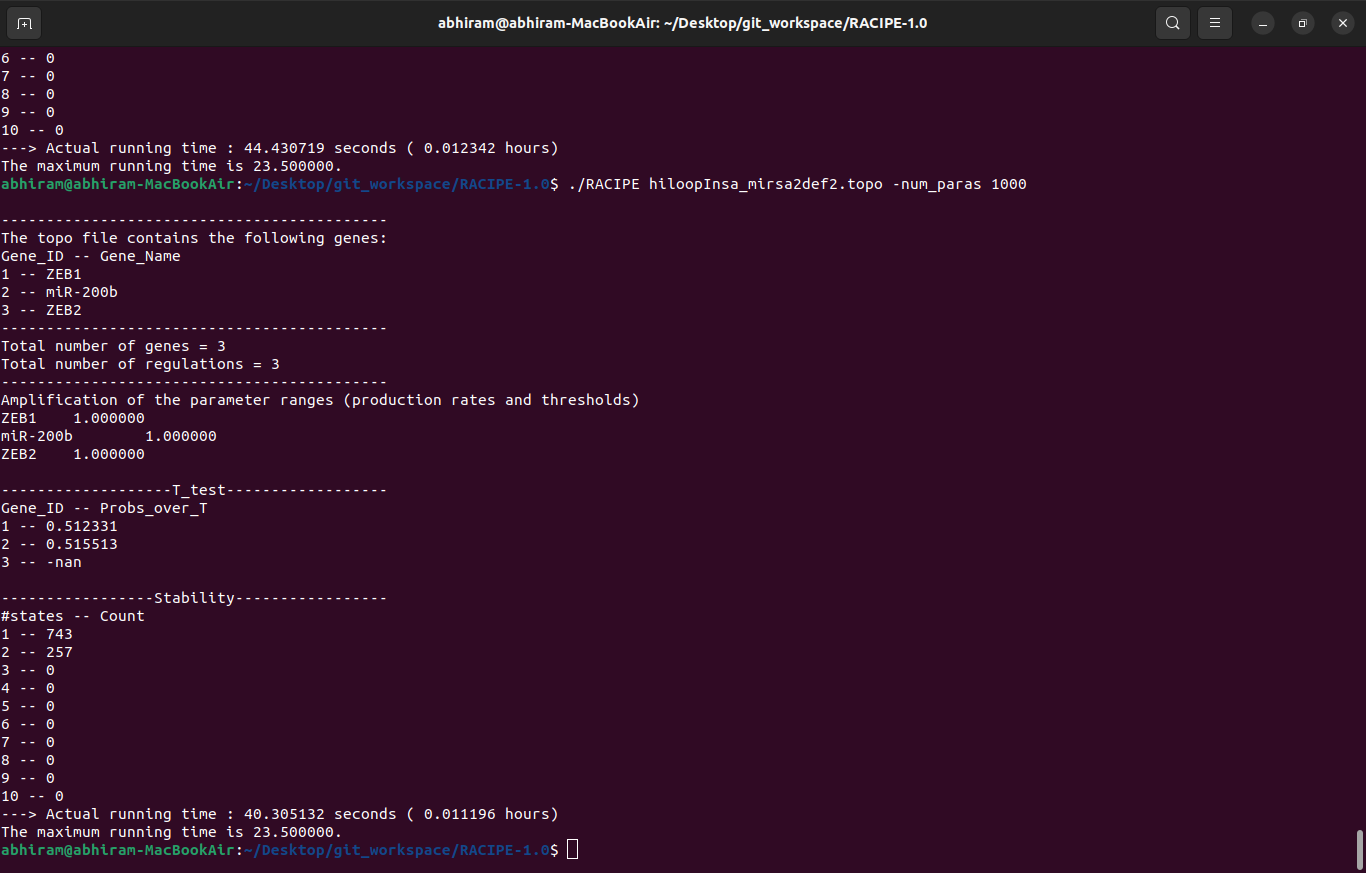 abhiram@abhiram-MacBookAir: ~/Desktop/git_workspace/RACIPE-1.0
6 -- 0
7 -- 0
8 -- 0
9 -- 0
10 -- 0
---> Actual running time : 44.430719 seconds ( 0.012342 hours)
The maximum running time is 23.500000.
abhiram@abhiram-MacBookAir:~/Desktop/git_workspace/RACIPE-1.0$ ./RACIPE hiloopInsa_mirsa2def2.topo -num_paras 1000
-------------------------------------------
The topo file contains the following genes:
Gene_ID -- Gene_Name
1 -- ZEB1
2 -- miR-200b
3 -- ZEB2
-------------------------------------------
Total number of genes = 3
Total number of regulations = 3
-------------------------------------------
Amplification of the parameter ranges (production rates and thresholds)
ZEB1    1.000000
miR-200b        1.000000
ZEB2    1.000000
-------------------T_test------------------
Gene_ID -- Probs_over_T
1 -- 0.512331
2 -- 0.515513
3 -- -nan
-----------------Stability-----------------
#states -- Count
1 -- 743
2 -- 257
3 -- 0
4 -- 0
5 -- 0
6 -- 0
7 -- 0
8 -- 0
9 -- 0
10 -- 0
---> Actual running time : 40.305132 seconds ( 0.011196 hours)
The maximum running time is 23.500000.
abhiram@abhiram-MacBookAir:~/Desktop/git_workspace/RACIPE-1.0$